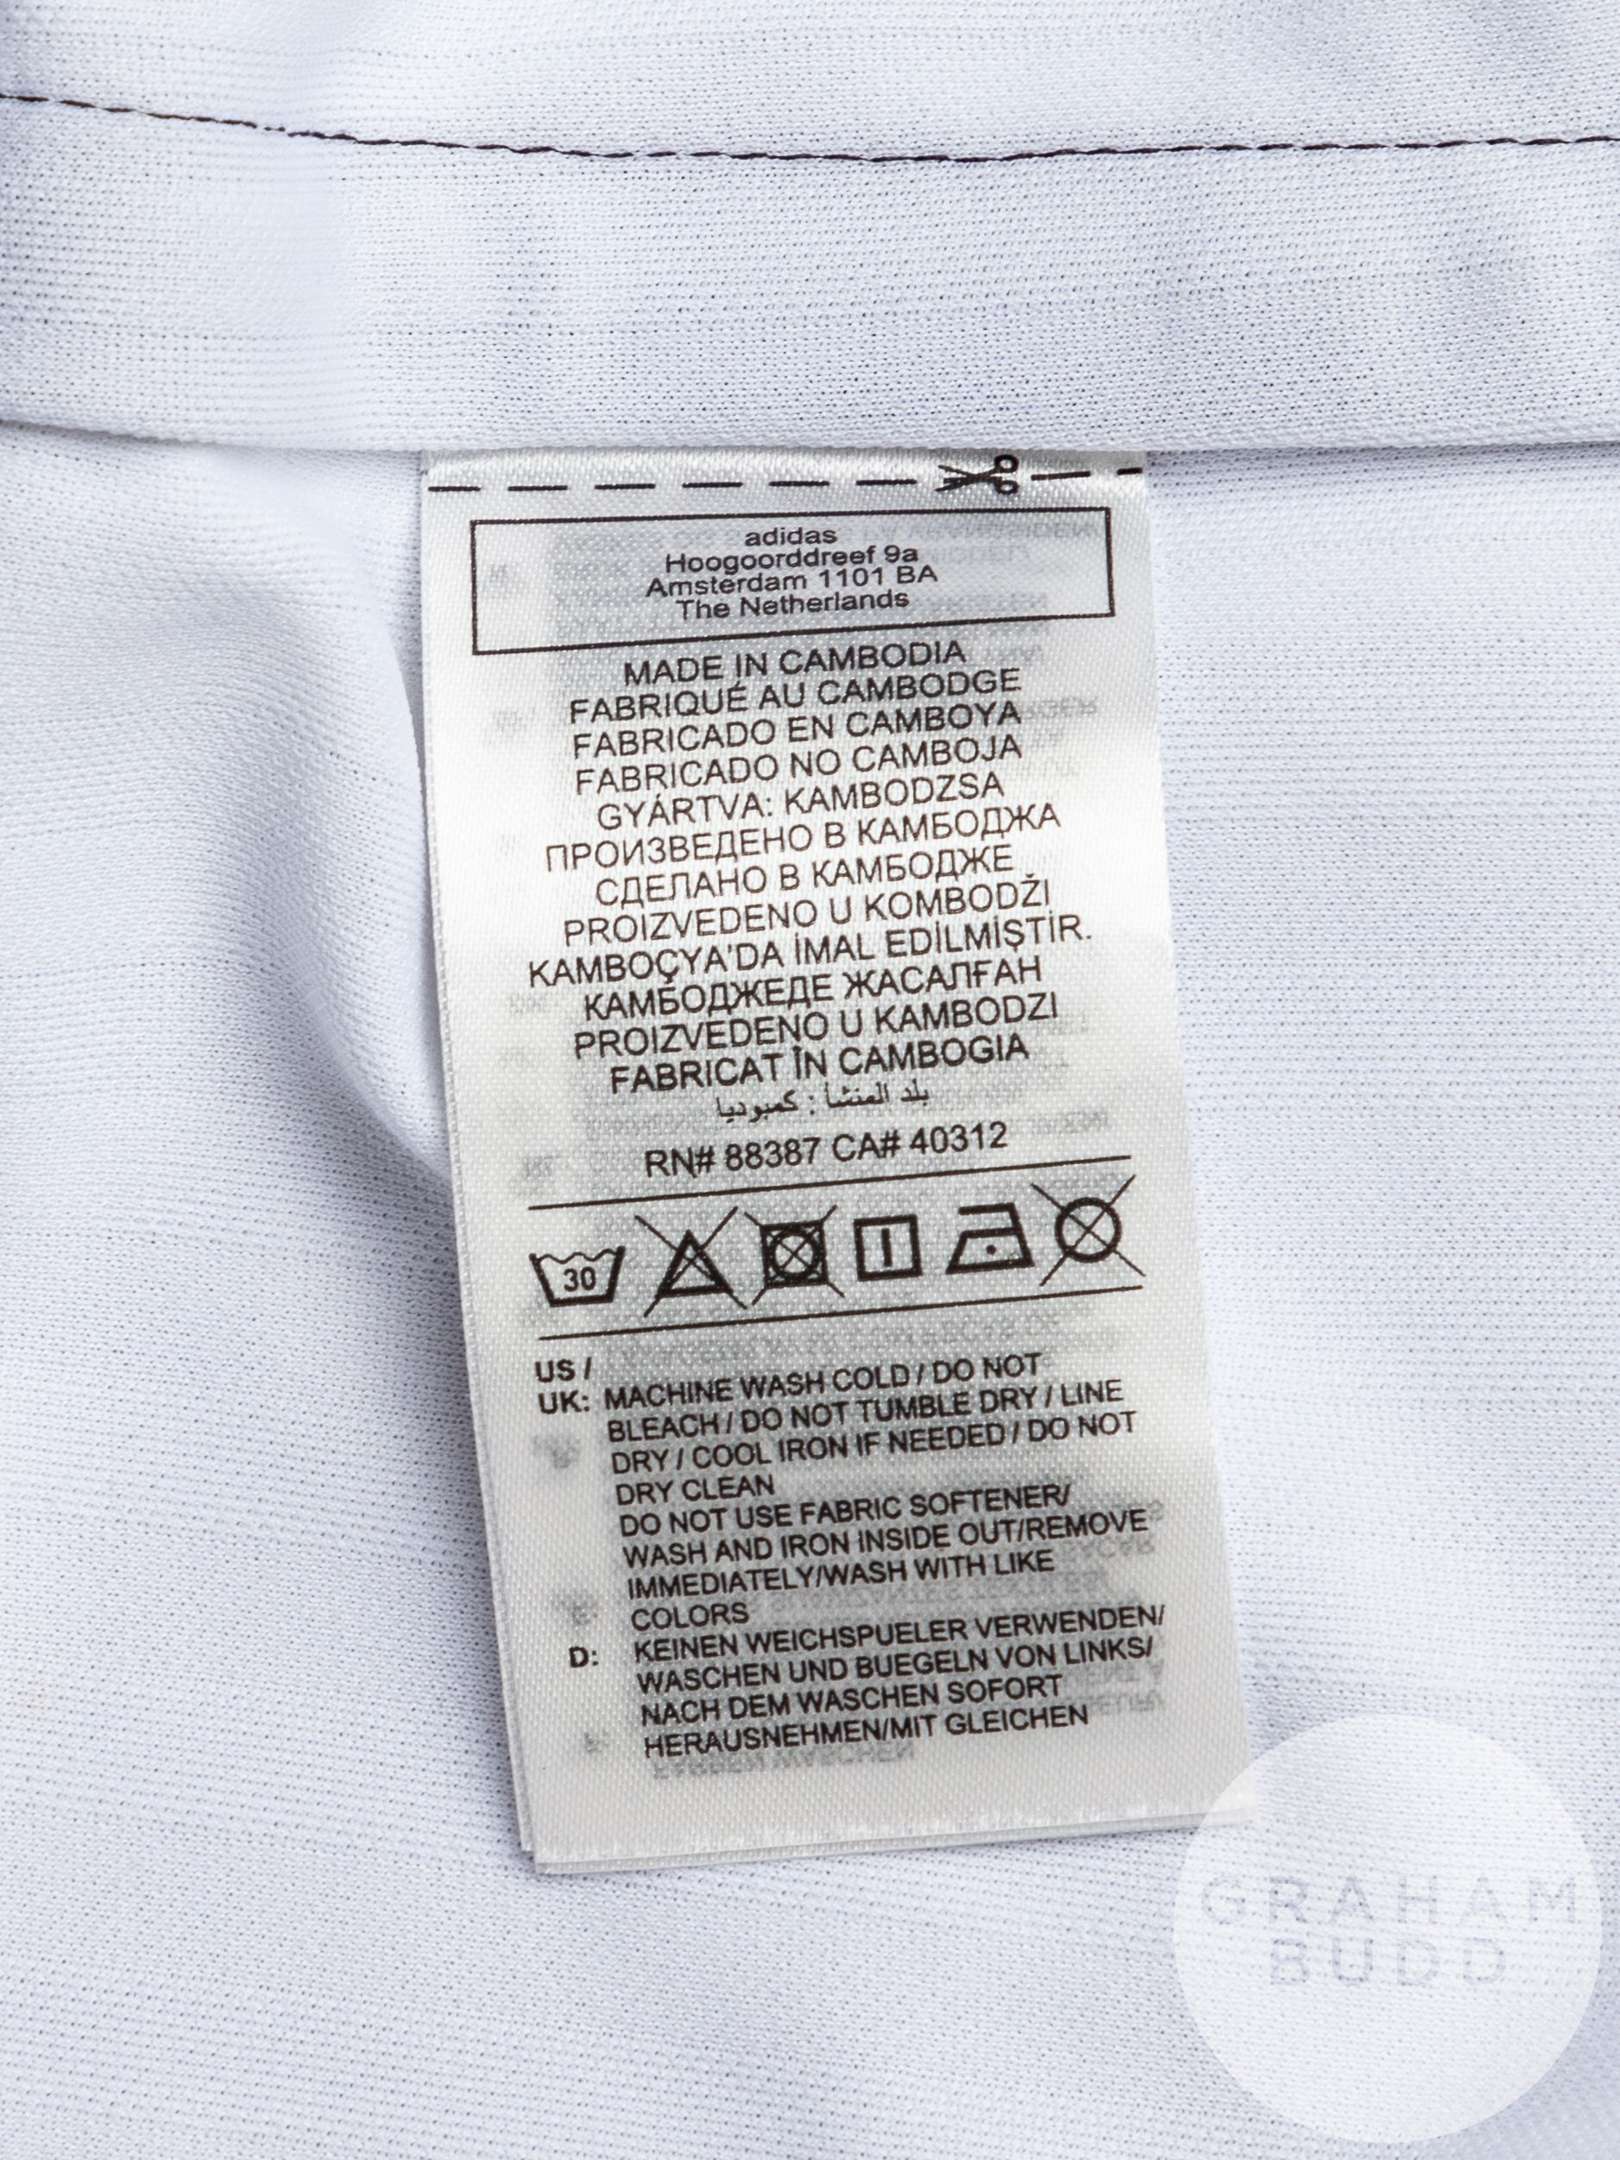 adidas
Hoogoorddreef 9a
Amsterdam 1101 BA
The Netherlands
MADE IN CAMBODIA
FABRIQUÉ AU CAMBODGE
FABRICADO EN CAMBOYA
FABRICADO NO CAMBOJA
GYÁRTVA: KAMBODZSA
ПРОИЗВЕДЕНО В КАМБОДЖА
СДЕЛАНО В КАМБОДЖЕ
PROIZVEDENO U KOMBODŽI
KAMBOÇYA'DA İMAL EDİLMİŞTİR.
КАМБОДЖЕДЕ ЖАСАЛҒАН
PROIZVEDENO U KAMBODZI
FABRICAT ÎN CAMBOGIA
بلد المنشأ : كمبوديا
RN# 88387 CA# 40312
30
US /
UK: MACHINE WASH COLD / DO NOT
BLEACH / DO NOT TUMBLE DRY / LINE
DRY / COOL IRON IF NEEDED / DO NOT
DRY CLEAN
DO NOT USE FABRIC SOFTENER/
WASH AND IRON INSIDE OUT/REMOVE
IMMEDIATELY/WASH WITH LIKE
COLORS
D: KEINEN WEICHSPUELER VERWENDEN/
WASCHEN UND BUEGELN VON LINKS/
NACH DEM WASCHEN SOFORT
HERAUSNEHMEN/MIT GLEICHEN
GRAHAM
BUDD